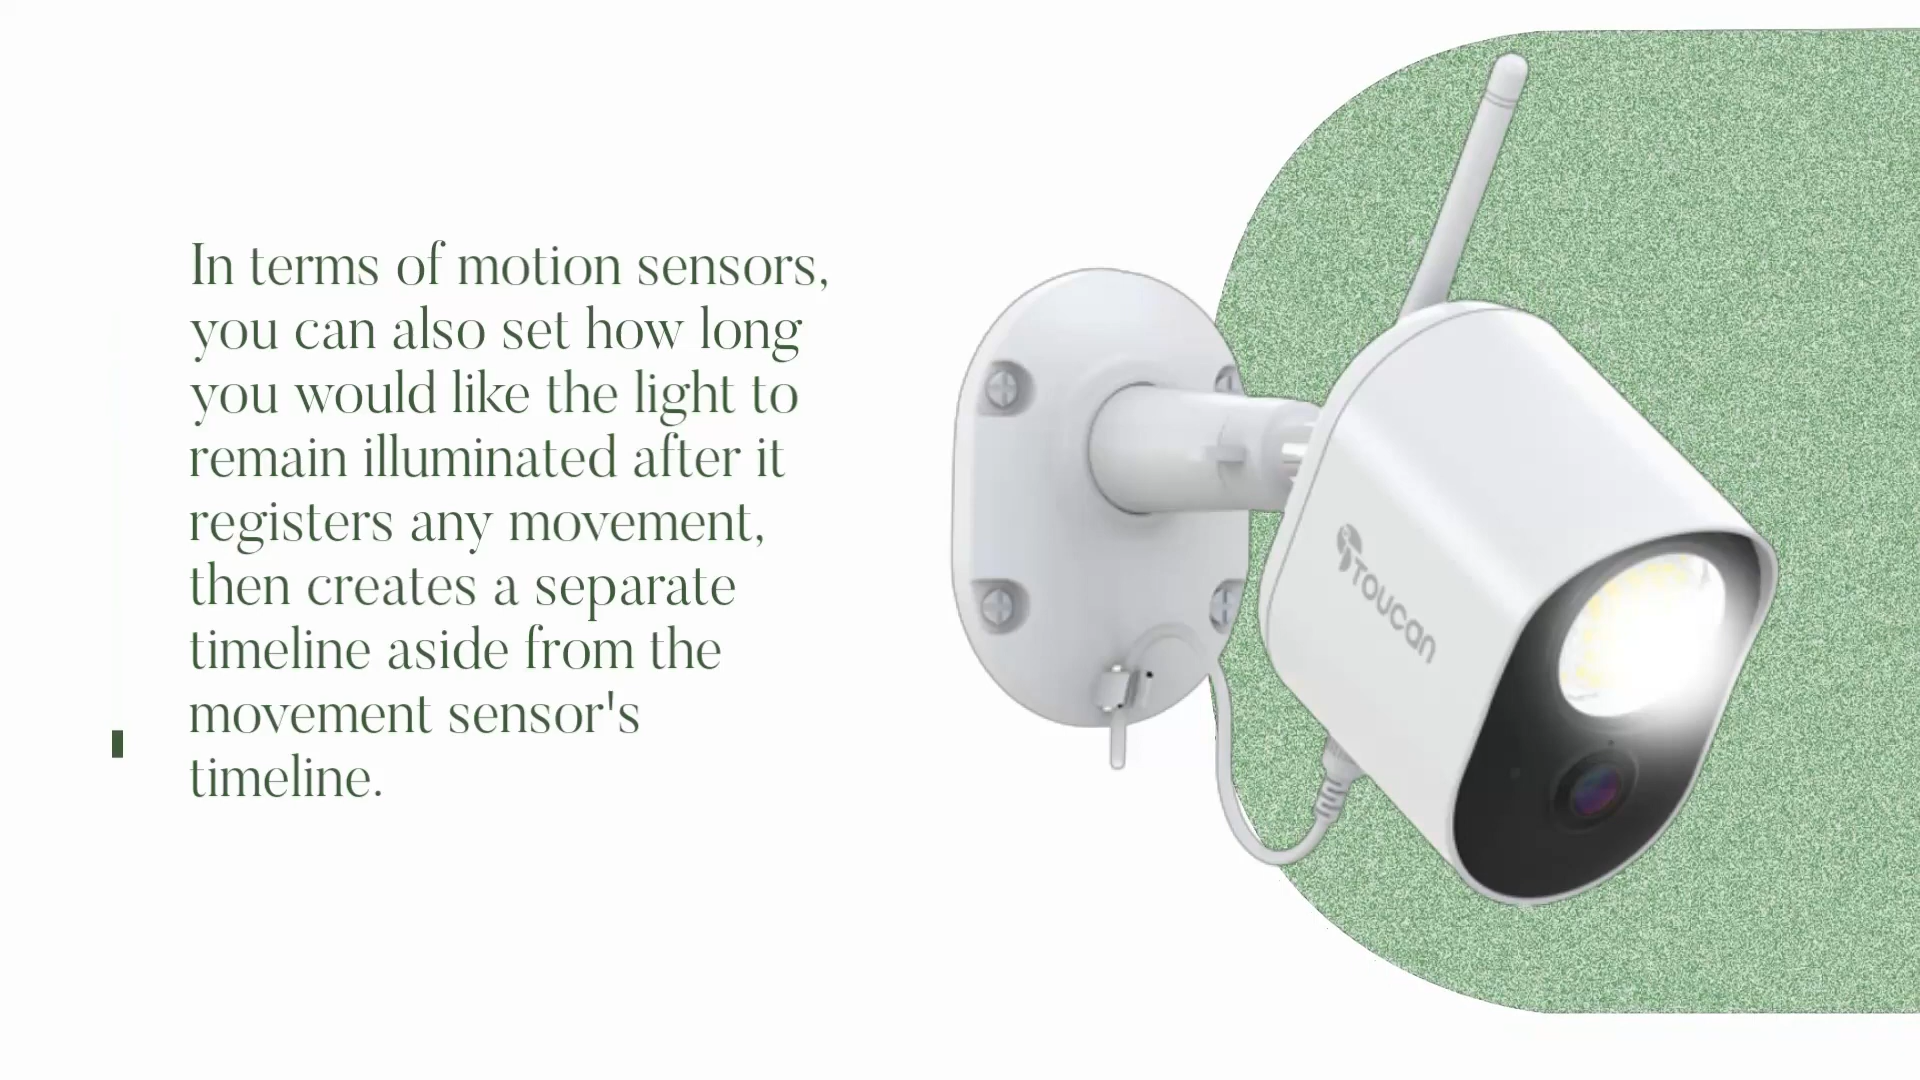 In terms of motion sensors,
you can also set how long
you would like the light to
remain illuminated after it
registers any movement,
then creates a separate
timeline aside from the
movement sensor's
timeline.
TOUCAN